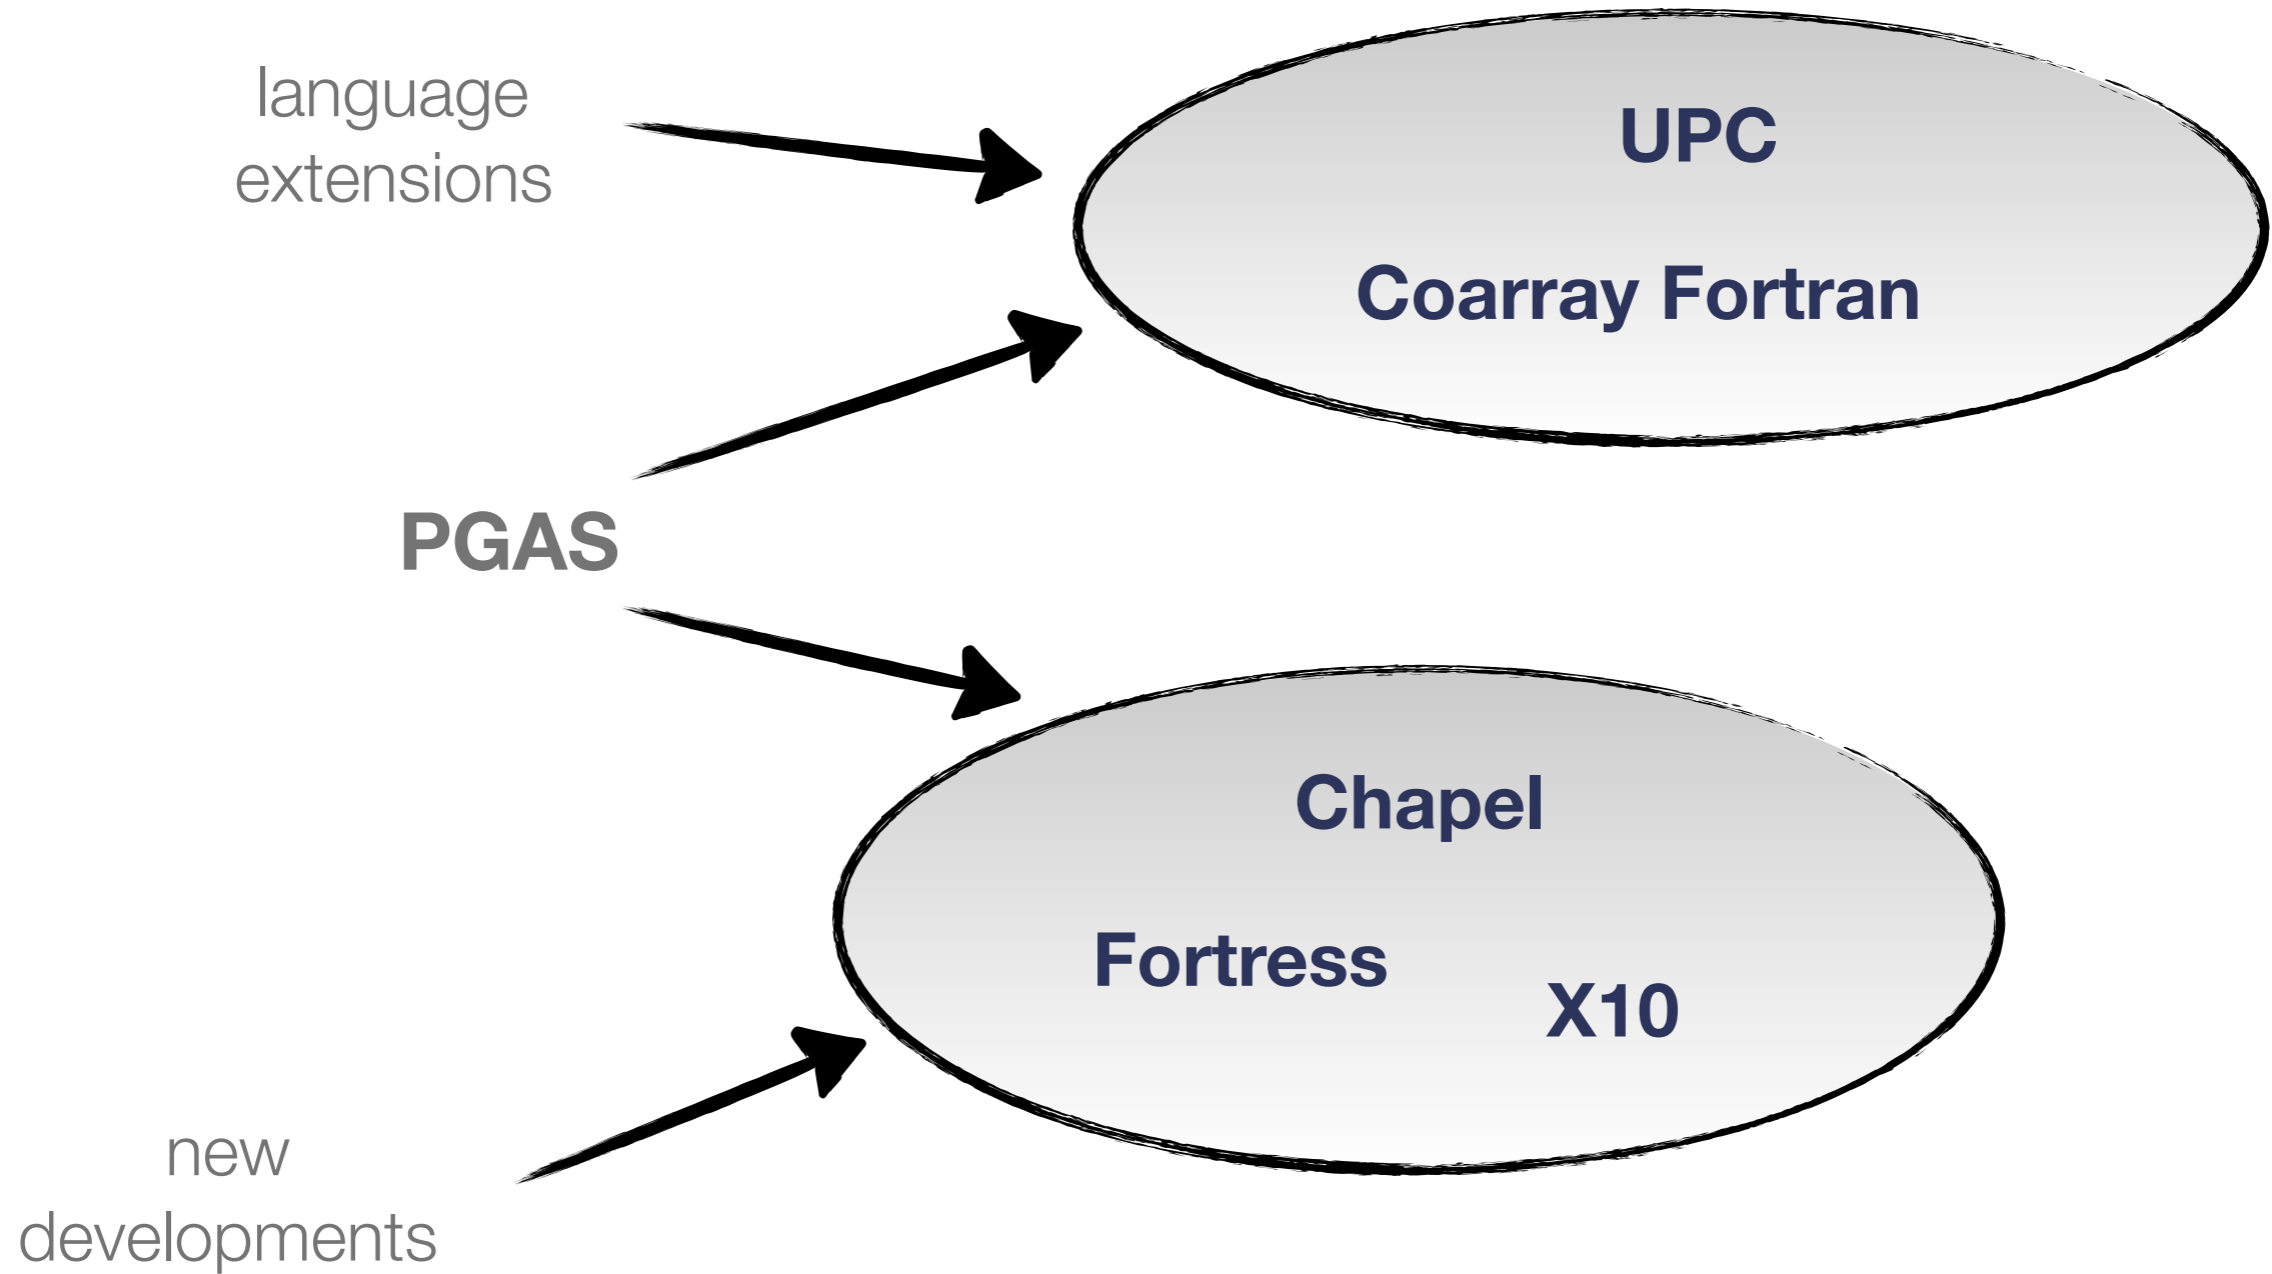 language
extensions
UPC
Coarray Fortran
PGAS
Chapel
Fortress
X10
new
developments